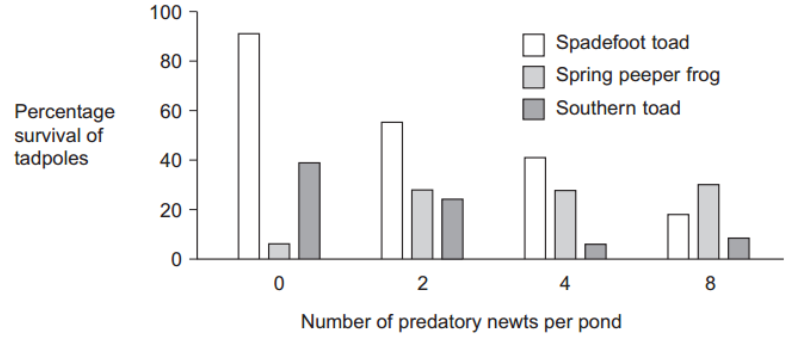 100
80
60
40
20
0
Percentage
survival of
tadpoles
Spadefoot toad
Spring peeper frog
Southern toad
0 2 4 8
Number of predatory newts per pond